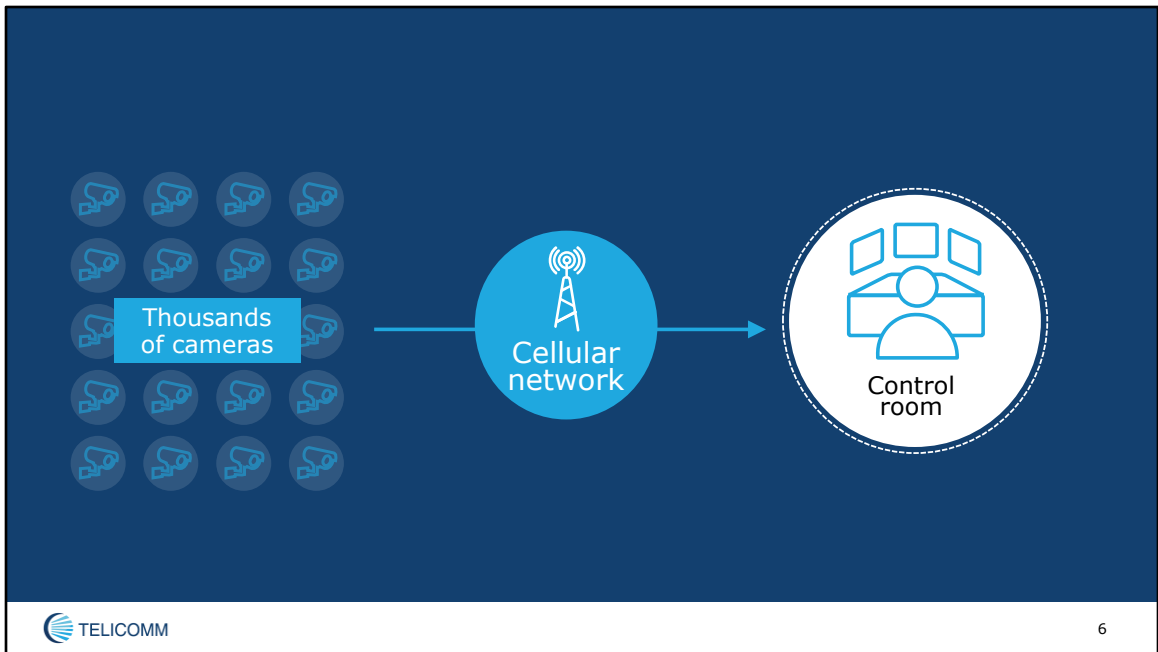 Thousands
of cameras
Cellular
network
Control
room
TELICOMM
6